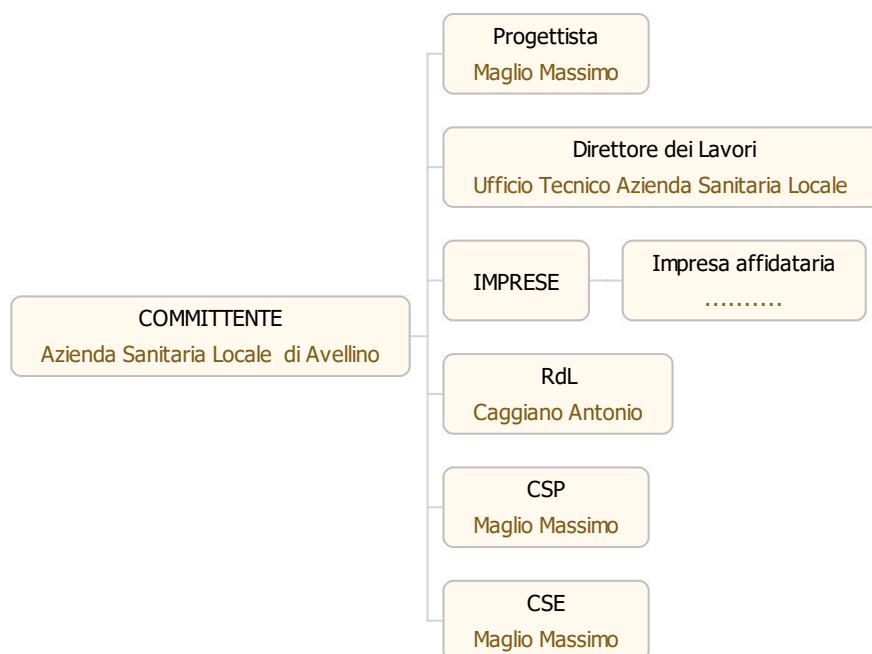 Progettista
Maglio Massimo
Direttore dei Lavori
Ufficio Tecnico Azienda Sanitaria Locale
IMPRESE
Impresa affidataria
..........
COMMITTENTE
Azienda Sanitaria Locale  di Avellino
RdL
Caggiano Antonio
CSP
Maglio Massimo
CSE
Maglio Massimo